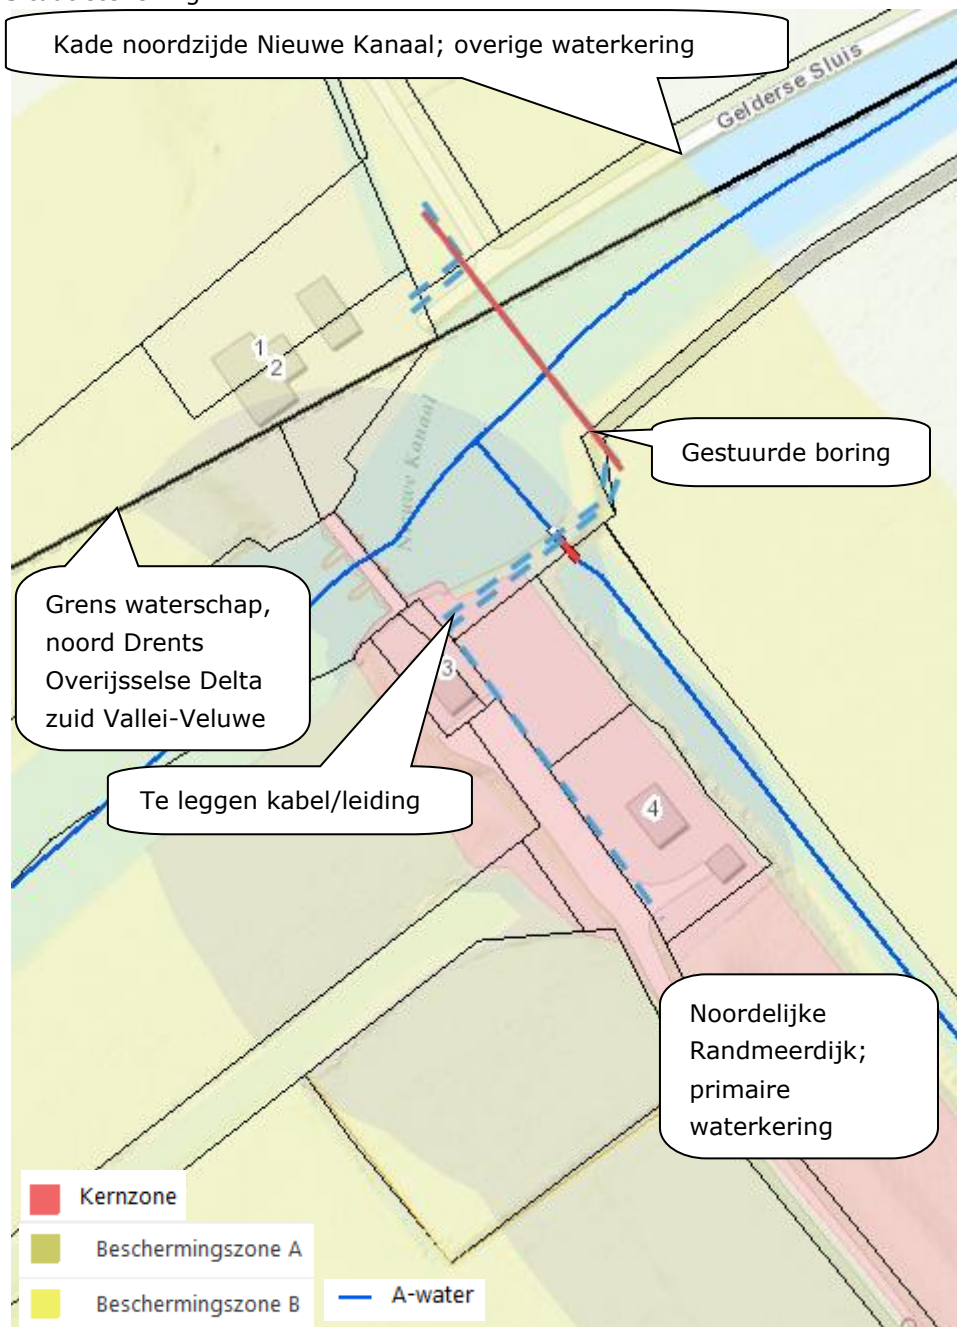 Kade noordzijde Nieuwe Kanaal; overige waterkering
Gelderse Sluis
1
2
Nieuwe Kanaal
Gestuurde boring
Grens waterschap,
noord Drents
Overijsselse Delta
zuid Vallei-Veluwe
3
Te leggen kabel/leiding
4
Noordelijke
Randmeerdijk;
primaire
waterkering
Kernzone
Beschermingszone A
Beschermingszone B
A-water